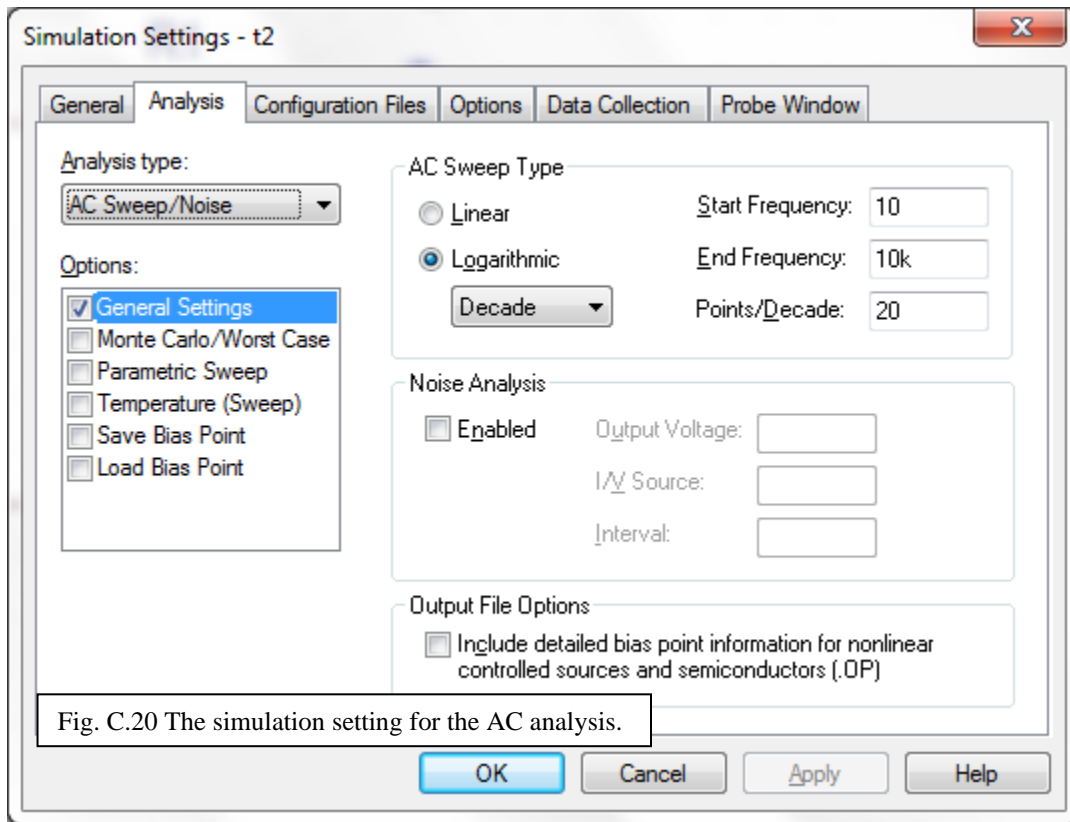 Simulation Settings - t2
General
Analysis
Configuration Files
Options
Data Collection
Probe Window
Analysis type:
AC Sweep/Noise
Options:
General Settings
Monte Carlo/Worst Case
Parametric Sweep
Temperature (Sweep)
Save Bias Point
Load Bias Point
AC Sweep Type
Linear
Logarithmic
Decade
Start Frequency: 10
End Frequency: 10k
Points/Decade: 20
Noise Analysis
Enabled
Output Voltage:
I/V Source:
Interval:
Output File Options
Include detailed bias point information for nonlinear
controlled sources and semiconductors (.OP)
Fig. C.20 The simulation setting for the AC analysis.
OK
Cancel
Apply
Help